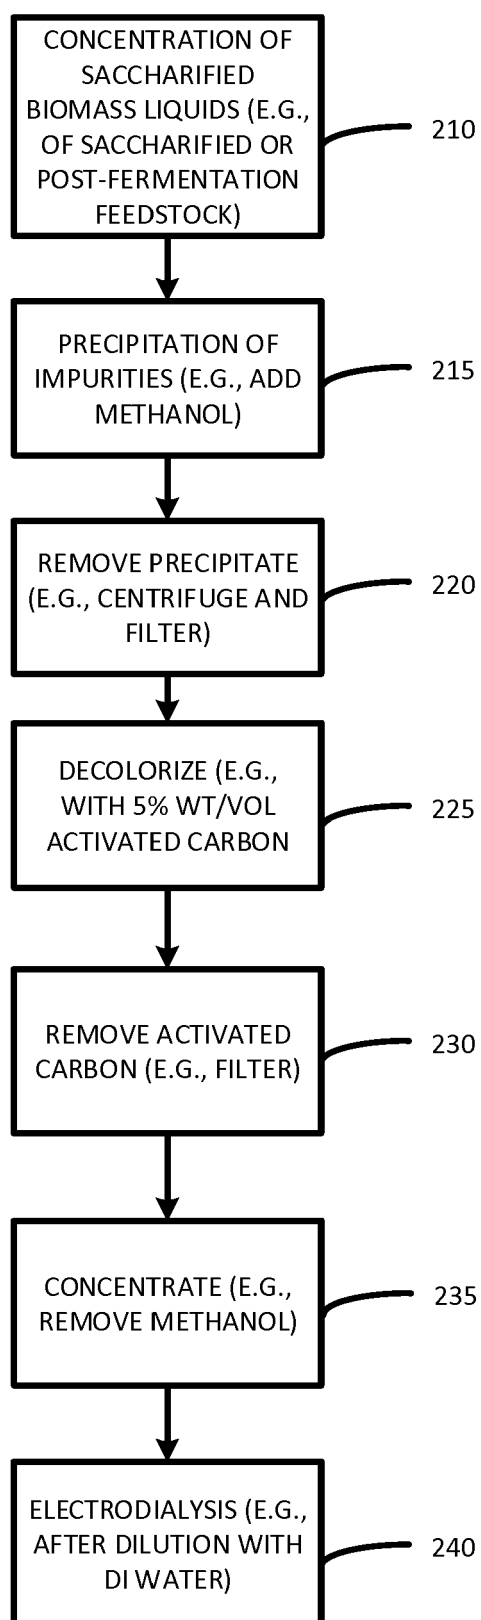 CONCENTRATION OF
SACCHARIFIED
BIOMASS LIQUIDS (E.G.,
OF SACCHARIFIED OR
POST-FERMENTATION
FEEDSTOCK)
210
PRECIPITATION OF
IMPURITIES (E.G., ADD
METHANOL)
215
REMOVE PRECIPITATE
(E.G., CENTRIFUGE AND
FILTER)
220
DECOLORIZE (E.G.,
WITH 5% WT/VOL
ACTIVATED CARBON
225
REMOVE ACTIVATED
CARBON (E.G., FILTER)
230
CONCENTRATE (E.G.,
REMOVE METHANOL)
235
ELECTRODIALYSIS (E.G.,
AFTER DILUTION WITH
DI WATER)
240